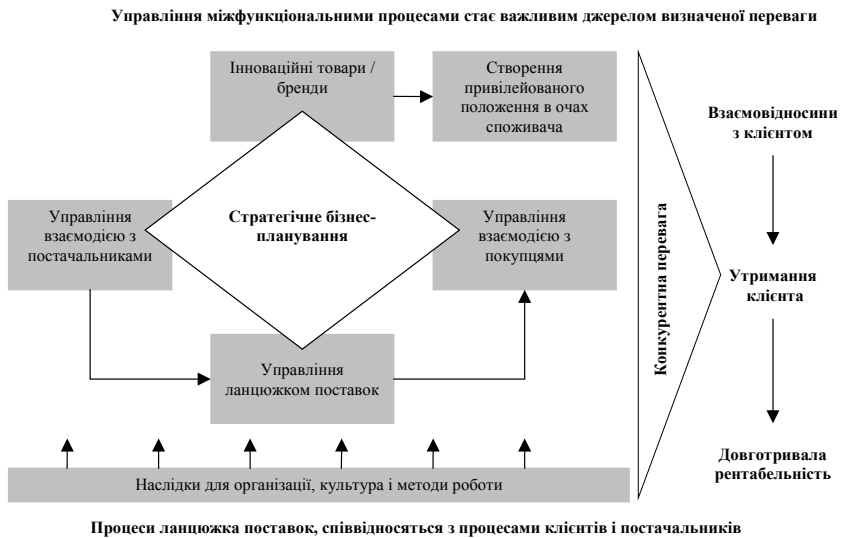 Управління міжфункціональними процесами стає важливим джерелом визначеної переваги
Інноваційні товари /
бренди
Створення
привілейованого
положення в очах
споживача
Взаємовідносини
з клієнтом
Управління
взаємодією з
постачальниками
Стратегічне бізнес-
планування
Управління
взаємодією з
покупцями
Конкурентна перевага
Утримання
клієнта
Управління
ланцюжком поставок
Довготривала
рентабельність
Наслідки для організації, культура і методи роботи
Процеси ланцюжка поставок, співвідносяться з процесами клієнтів і постачальників